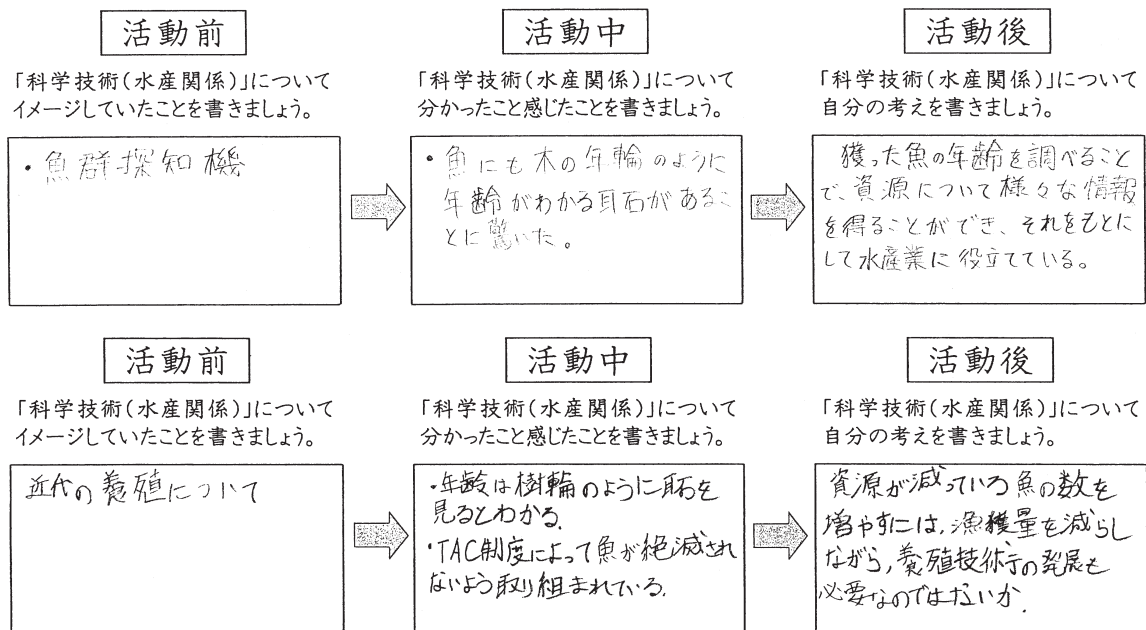 活動前
「科学技術(水産関係)」について
イメージしていたことを書きましょう。
・魚群探知機
活動中
「科学技術(水産関係)」について
分かったこと感じたことを書きましょう。
・魚にも木の年輪のように
年齢がわかる耳石があるこ
とに驚いた。
活動後
「科学技術(水産関係)」について
自分の考えを書きましょう。
獲った魚の年齢を調べること
で、資源について様々な情報
を得ることができ、それをもとに
して水産業に役立てている。
活動前
「科学技術(水産関係)」について
イメージしていたことを書きましょう。
近代の養殖について
活動中
「科学技術(水産関係)」について
分かったこと感じたことを書きましょう。
・年齢は樹輪のように耳石を
見るとわかる。
・TAC制度によって魚が絶滅され
ないよう取り組まれている。
活動後
「科学技術(水産関係)」について
自分の考えを書きましょう。
資源が減っている魚の数を
増やすには、漁獲量を減らし
ながら、養殖技術の発展も
必要なのではないか。